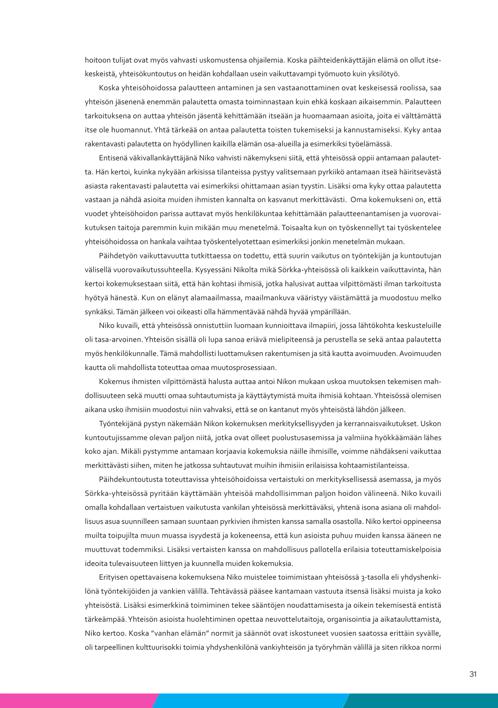 hoitoon tulijat ovat myös vahvasti uskomustensa ohjailemia. Koska päihteidenkäyttäjän elämä on ollut itse-
keskeistä, yhteisökuntoutus on heidän kohdallaan usein vaikuttavampi työmuoto kuin yksilötyö.
Koska yhteisöhoidossa palautteen antaminen ja sen vastaanottaminen ovat keskeisessä roolissa, saa
yhteisön jäsenenä enemmän palautetta omasta toiminnastaan kuin ehkä koskaan aikaisemmin. Palautteen
tarkoituksena on auttaa yhteisön jäsentä kehittämään itseään ja huomaamaan asioita, joita ei välttämättä
itse ole huomannut. Yhtä tärkeää on antaa palautetta toisten tukemiseksi ja kannustamiseksi. Kyky antaa
rakentavasti palautetta on hyödyllinen kaikilla elämän osa-alueilla ja esimerkiksi työelämässä.
Entisenä väkivallankäyttäjänä Niko vahvisti näkemykseni siitä, että yhteisössä oppii antamaan palautet-
ta. Hän kertoi, kuinka nykyään arkisissa tilanteissa pystyy valitsemaan pyrkiikö antamaan itseä häiritsevästä
asiasta rakentavasti palautetta vai esimerkiksi ohittamaan asian tyystin. Lisäksi oma kyky ottaa palautetta
vastaan ja nähdä asioita muiden ihmisten kannalta on kasvanut merkittävästi. Oma kokemukseni on, että
vuodet yhteisöhoidon parissa auttavat myös henkilökuntaa kehittämään palautteenantamisen ja vuorovai-
kutuksen taitoja paremmin kuin mikään muu menetelmä. Toisaalta kun on työskennellyt tai työskentelee
yhteisöhoidossa on hankala vaihtaa työskentelyotettaan esimerkiksi jonkin menetelmän mukaan.
Päihdetyön vaikuttavuutta tutkittaessa on todettu, että suurin vaikutus on työntekijän ja kuntoutujan
välisellä vuorovaikutussuhteella. Kysyessäni Nikolta mikä Sörkka-yhteisössä oli kaikkein vaikuttavinta, hän
kertoi kokemuksestaan siitä, että hän kohtasi ihmisiä, jotka halusivat auttaa vilpittömästi ilman tarkoitusta
hyötyä hänestä. Kun on elänyt alamaailmassa, maailmankuva vääristyy väistämättä ja muodostuu melko
synkäksi. Tämän jälkeen voi oikeasti olla hämmentävää nähdä hyvää ympärillään.
Niko kuvaili, että yhteisössä onnistuttiin luomaan kunnioittava ilmapiiri, jossa lähtökohta keskusteluille
oli tasa-arvoinen. Yhteisön sisällä oli lupa sanoa eriävä mielipiteensä ja perustella se sekä antaa palautetta
myös henkilökunnalle. Tämä mahdollisti luottamuksen rakentumisen ja sitä kautta avoimuuden. Avoimuuden
kautta oli mahdollista toteuttaa omaa muutosprosessiaan.
Kokemus ihmisten vilpittömästä halusta auttaa antoi Nikon mukaan uskoa muutoksen tekemisen mah-
dollisuuteen sekä muutti omaa suhtautumista ja käyttäytymistä muita ihmisiä kohtaan. Yhteisössä olemisen
aikana usko ihmisiin muodostui niin vahvaksi, että se on kantanut myös yhteisöstä lähdön jälkeen.
Työntekijänä pystyn näkemään Nikon kokemuksen merkityksellisyyden ja kerrannaisvaikutukset. Uskon
kuntoutujissamme olevan paljon niitä, jotka ovat olleet puolustusasemissa ja valmiina hyökkäämään lähes
koko ajan. Mikäli pystymme antamaan korjaavia kokemuksia näille ihmisille, voimme nähdäkseni vaikuttaa
merkittävästi siihen, miten he jatkossa suhtautuvat muihin ihmisiin erilaisissa kohtaamistilanteissa.
Päihdekuntoutusta toteuttavissa yhteisöhoidoissa vertaistuki on merkityksellisessä asemassa, ja myös
Sörkka-yhteisössä pyritään käyttämään yhteisöä mahdollisimman paljon hoidon välineenä. Niko kuvaili
omalla kohdallaan vertaistuen vaikutusta vankilan yhteisössä merkittäväksi, yhtenä isona asiana oli mahdol-
lisuus asua suunnilleen samaan suuntaan pyrkivien ihmisten kanssa samalla osastolla. Niko kertoi oppineensa
muilta toipujilta muun muassa isyydestä ja kokeneensa, että kun asioista puhuu muiden kanssa ääneen ne
muuttuvat todemmiksi. Lisäksi vertaisten kanssa on mahdollisuus pallotella erilaisia toteuttamiskelpoisia
ideoita tulevaisuuteen liittyen ja kuunnella muiden kokemuksia.
Erityisen opettavaisena kokemuksena Niko muistelee toimimistaan yhteisössä 3-tasolla eli yhdyshenki-
lönä työntekijöiden ja vankien välillä. Tehtävässä pääsee kantamaan vastuuta itsensä lisäksi muista ja koko
yhteisöstä. Lisäksi esimerkkinä toimiminen tekee sääntöjen noudattamisesta ja oikein tekemisestä entistä
tärkeämpää. Yhteisön asioista huolehtiminen opettaa neuvottelutaitoja, organisointia ja aikatauluttamista,
Niko kertoo. Koska ”vanhan elämän” normit ja säännöt ovat iskostuneet vuosien saatossa erittäin syvälle,
oli tarpeellinen kulttuurisokki toimia yhdyshenkilönä vankiyhteisön ja työryhmän välillä ja siten rikkoa normi
31